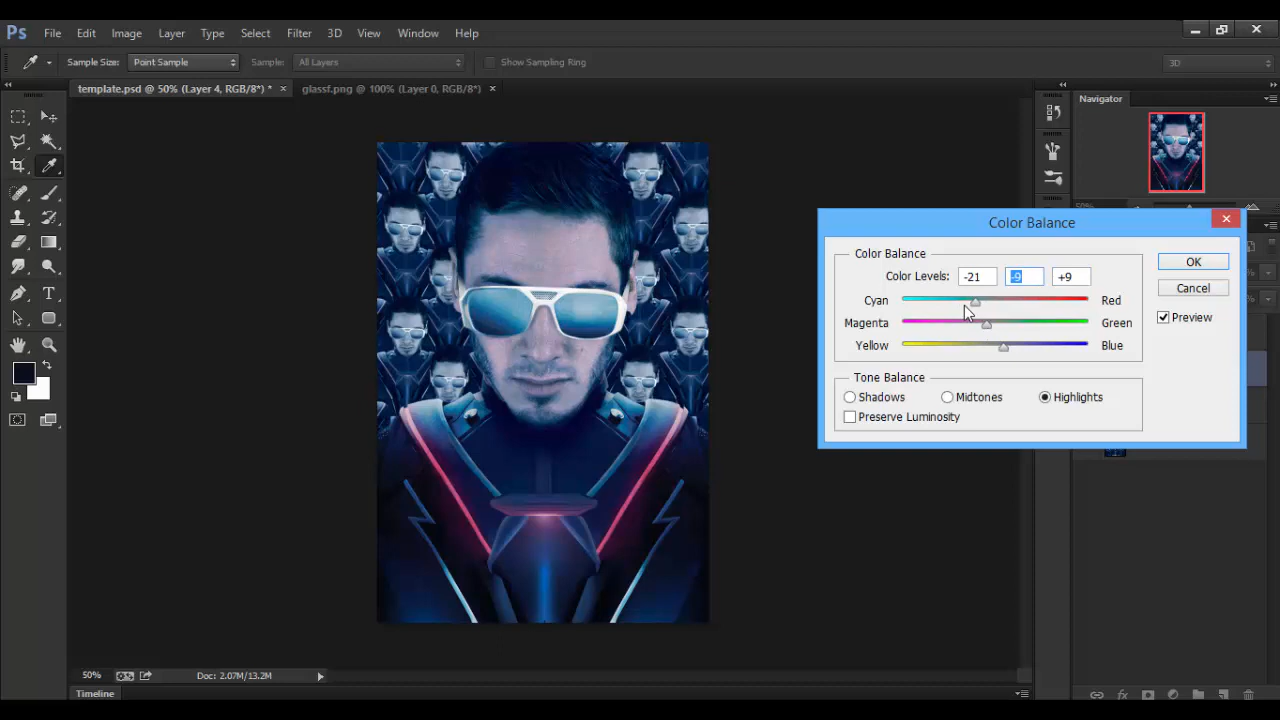 Ps File Edit Image Layer Type Select Filter 3D View Window Help
Sample Size: Point Sample Sample: All Layers Show Sampling Ring 3D
template.psd @ 50% (Layer 4, RGB/8*) * × glassf.png @ 100% (Layer 0, RGB/8*) ×
Navigator
Color Balance
Color Balance
Color Levels: -21 -9 +9
OK
Cyan Red
Cancel
Magenta Green
Preview
Yellow Blue
Tone Balance
Shadows Midtones Highlights
Preserve Luminosity
T
50% Doc: 2.07M/13.2M
Timeline
fx